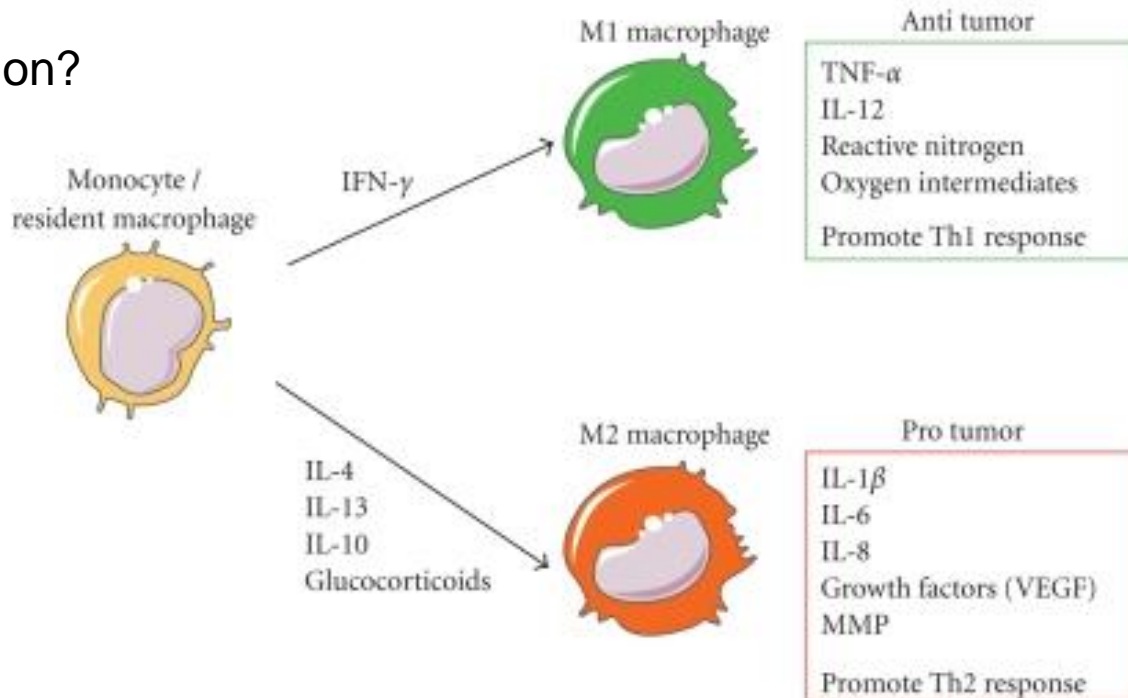 on?
Monocyte /
resident macrophage
IFN-γ
IL-4
IL-13
IL-10
Glucocorticoids
M1 macrophage
Anti tumor
TNF-α
IL-12
Reactive nitrogen
Oxygen intermediates
Promote Th1 response
M2 macrophage
Pro tumor
IL-1β
IL-6
IL-8
Growth factors (VEGF)
MMP
Promote Th2 response